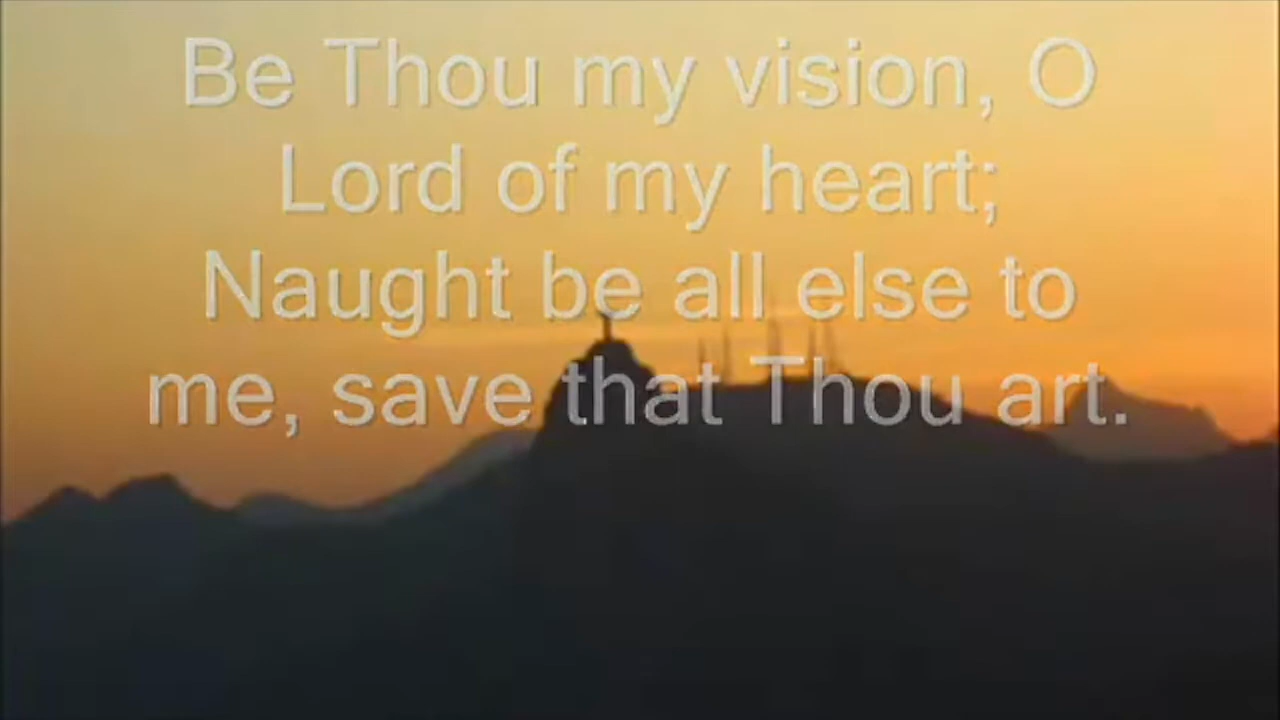 Be Thou my vision, O
Lord of my heart;
Naught be all else to
me, save that Thou art.